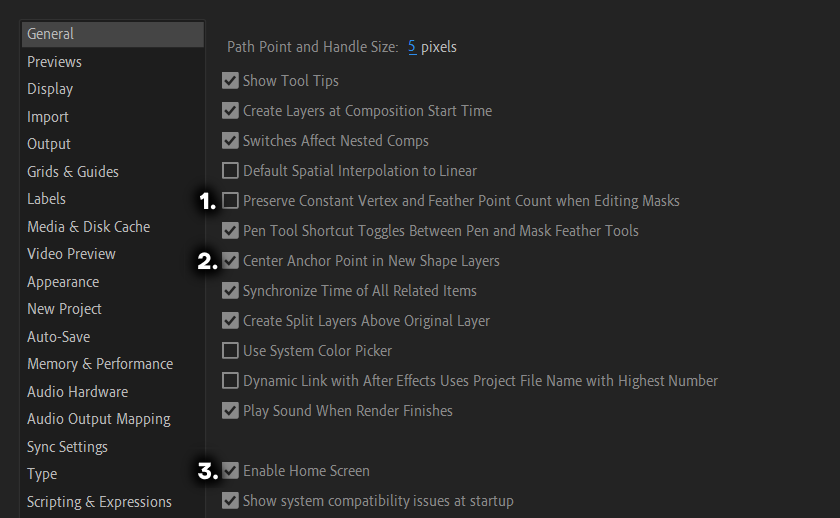 General
Previews
Display
Import
Output
Grids & Guides
Labels
Media & Disk Cache
Video Preview
Appearance
New Project
Auto-Save
Memory & Performance
Audio Hardware
Audio Output Mapping
Sync Settings
Type
Scripting & Expressions
Path Point and Handle Size: 5 pixels
Show Tool Tips
Create Layers at Composition Start Time
Switches Affect Nested Comps
Default Spatial Interpolation to Linear
1. Preserve Constant Vertex and Feather Point Count when Editing Masks
Pen Tool Shortcut Toggles Between Pen and Mask Feather Tools
2. Center Anchor Point in New Shape Layers
Synchronize Time of All Related Items
Create Split Layers Above Original Layer
Use System Color Picker
Dynamic Link with After Effects Uses Project File Name with Highest Number
Play Sound When Render Finishes
3. Enable Home Screen
Show system compatibility issues at startup